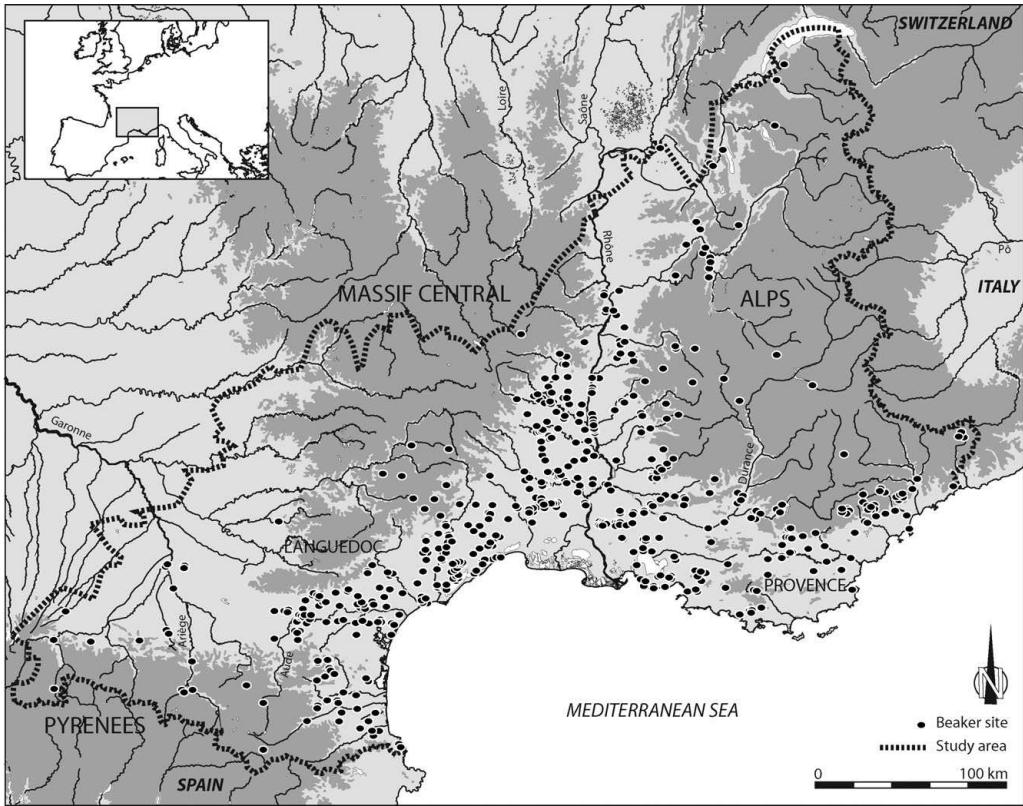 SWITZERLAND
Loire
Saône
Rhône
Pô
MASSIF CENTRAL
ALPS
ITALY
Garonne
Durance
LANGUEDOC
PROVENCE
Ariège
Aude
MEDITERRANEAN SEA
PYRENEES
SPAIN
N
Beaker site
Study area
0 100 km